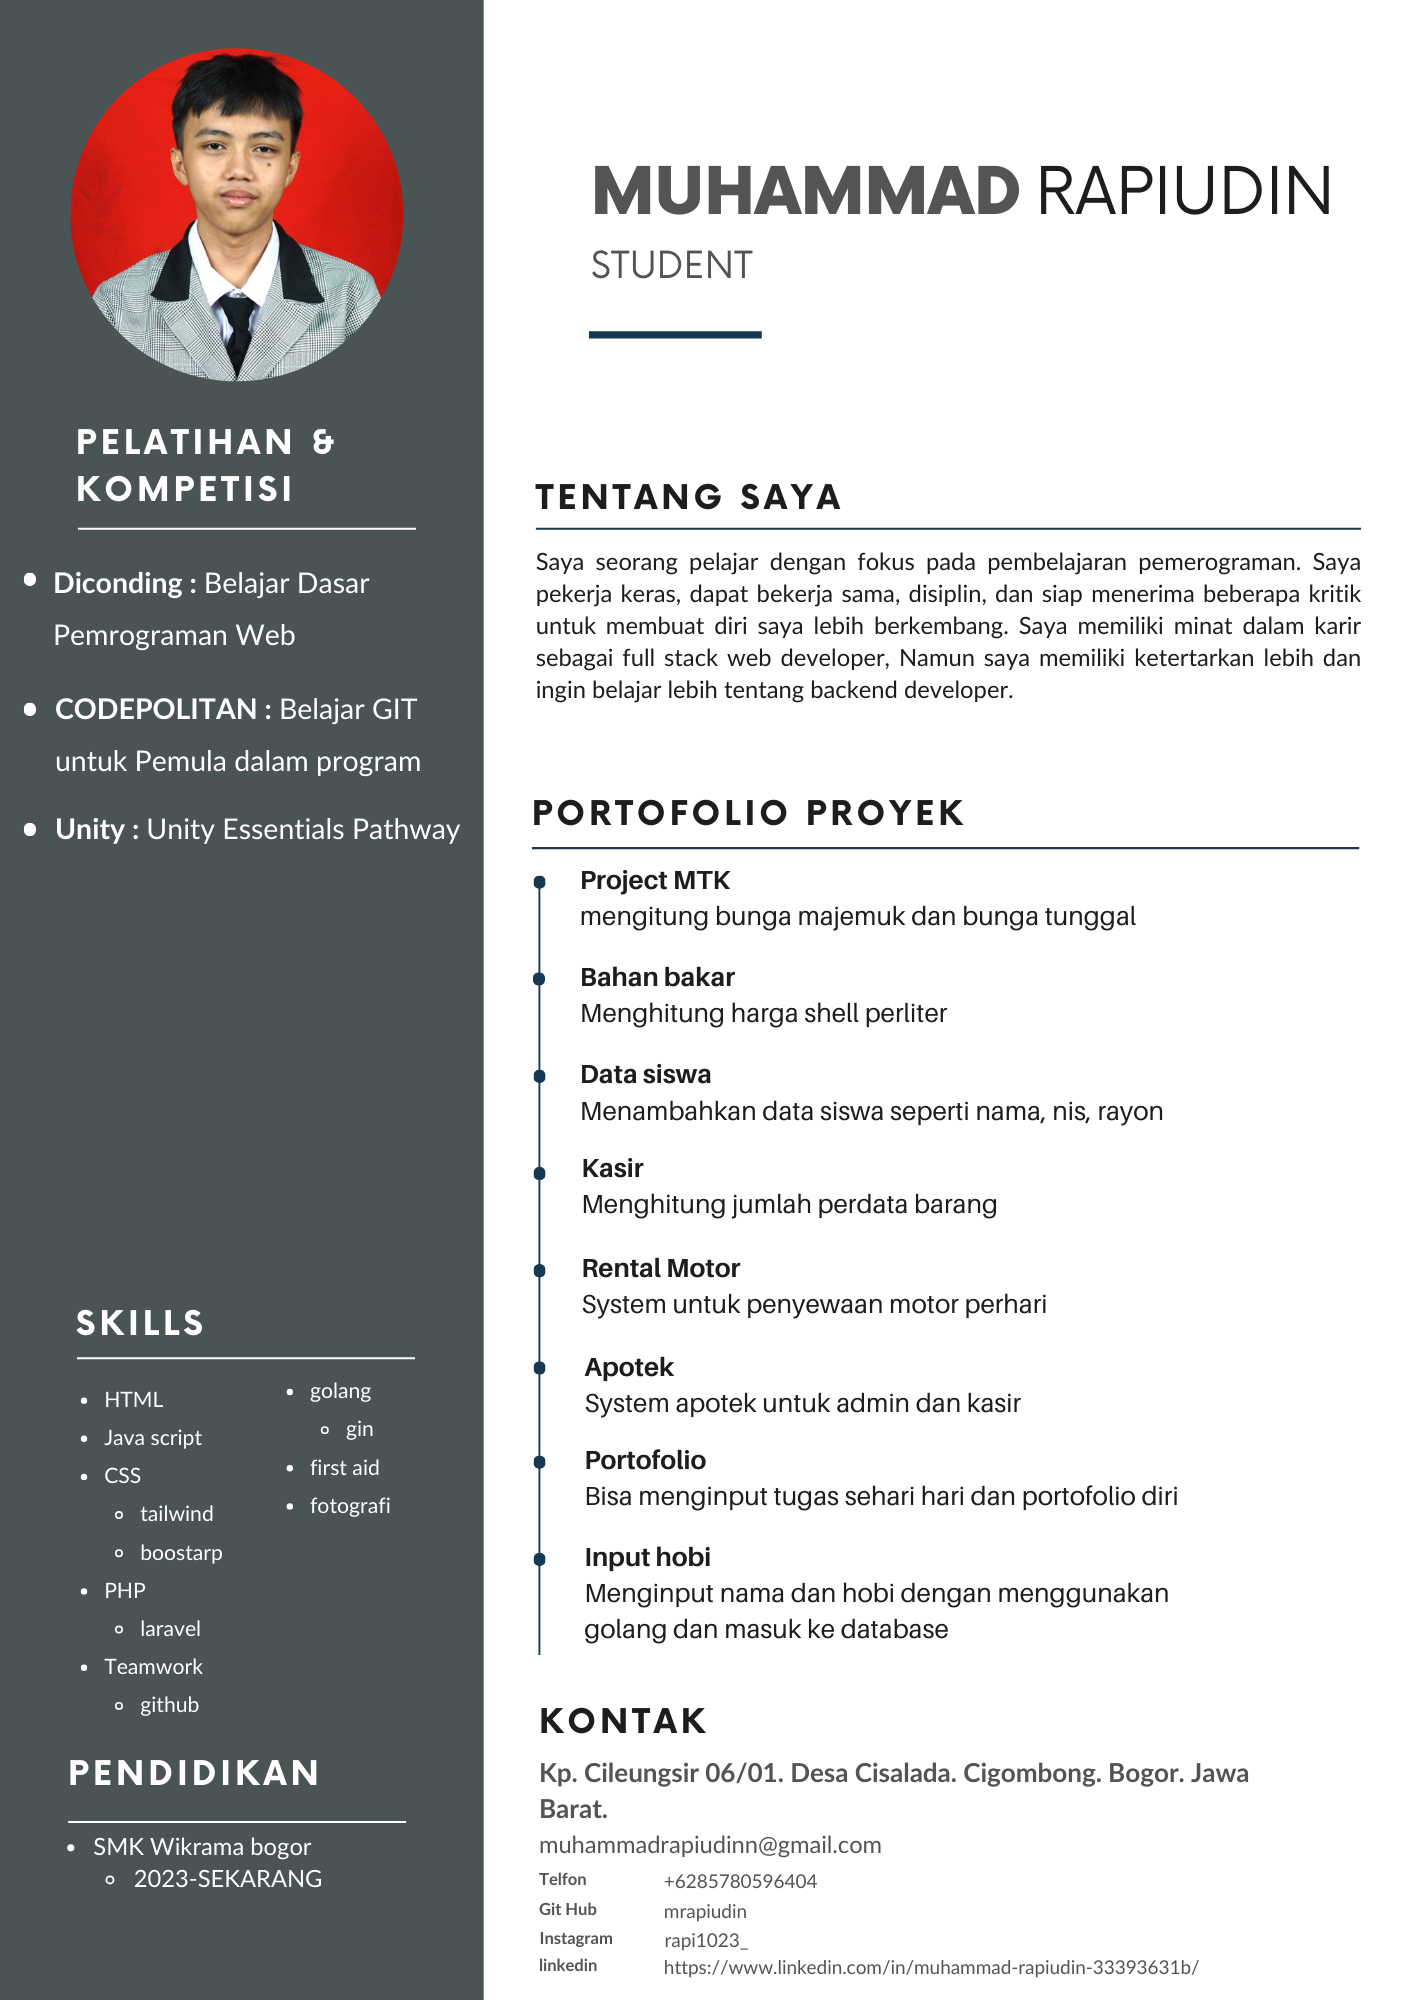 MUHAMMAD RAPIUDIN
STUDENT
PELATIHAN &
KOMPETISI
Diconding : Belajar Dasar
Pemrograman Web
CODEPOLITAN : Belajar GIT
untuk Pemula dalam program
Unity : Unity Essentials Pathway
SKILLS
HTML
Java script
CSS
tailwind
boostarp
PHP
laravel
Teamwork
github
golang
gin
first aid
fotografi
PENDIDIKAN
SMK Wikrama bogor
2023-SEKARANG
TENTANG SAYA
Saya seorang pelajar dengan fokus pada pembelajaran pemerograman. Saya
pekerja keras, dapat bekerja sama, disiplin, dan siap menerima beberapa kritik
untuk membuat diri saya lebih berkembang. Saya memiliki minat dalam karir
sebagai full stack web developer, Namun saya memiliki ketertarkan lebih dan
ingin belajar lebih tentang backend developer.
PORTOFOLIO PROYEK
Project MTK
mengitung bunga majemuk dan bunga tunggal
Bahan bakar
Menghitung harga shell perliter
Data siswa
Menambahkan data siswa seperti nama, nis, rayon
Kasir
Menghitung jumlah perdata barang
Rental Motor
System untuk penyewaan motor perhari
Apotek
System apotek untuk admin dan kasir
Portofolio
Bisa menginput tugas sehari hari dan portofolio diri
Input hobi
Menginput nama dan hobi dengan menggunakan
golang dan masuk ke database
KONTAK
Kp. Cileungsir 06/01. Desa Cisalada. Cigombong. Bogor. Jawa
Barat.
muhammadrapiudinn@gmail.com
Telfon +6285780596404
Git Hub mrapiudin
Instagram rapi1023_
linkedin https://www.linkedin.com/in/muhammad-rapiudin-33393631b/